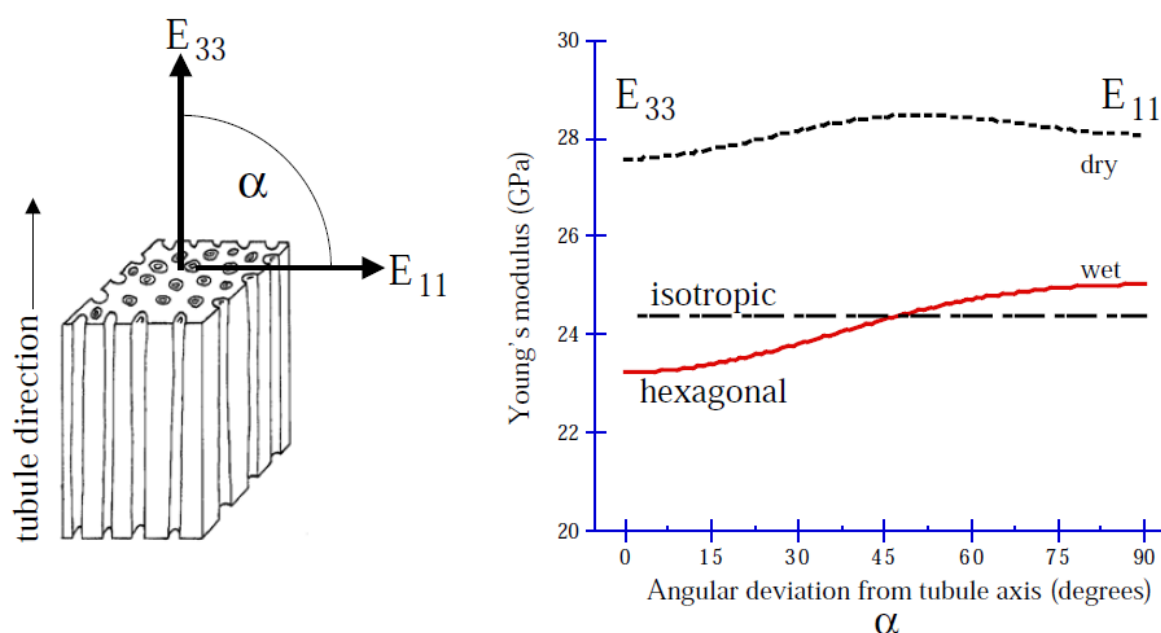 E33
α
E11
tubule direction
30
28
26
24
22
20
Young's modulus (GPa)
E33
E11
dry
wet
isotropic
hexagonal
0 15 30 45 60 75 90
Angular deviation from tubule axis (degrees)
α